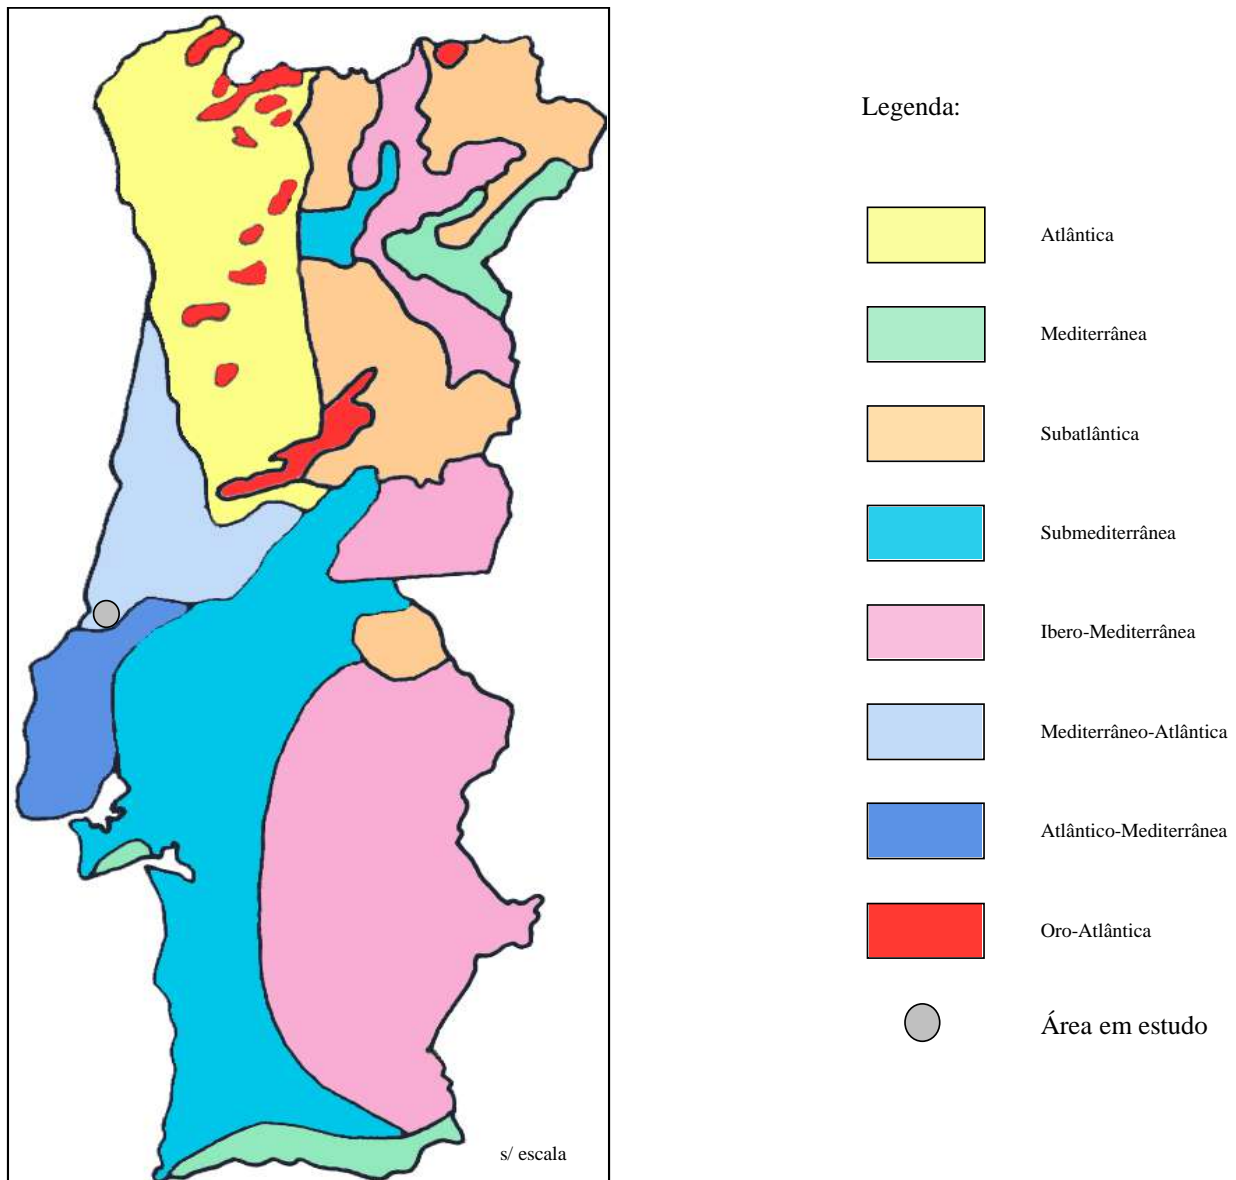 Legenda:
Atlântica
Mediterrânea
Subatlântica
Submediterrânea
Ibero-Mediterrânea
Mediterrâneo-Atlântica
Atlântico-Mediterrânea
Oro-Atlântica
Área em estudo
s/ escala